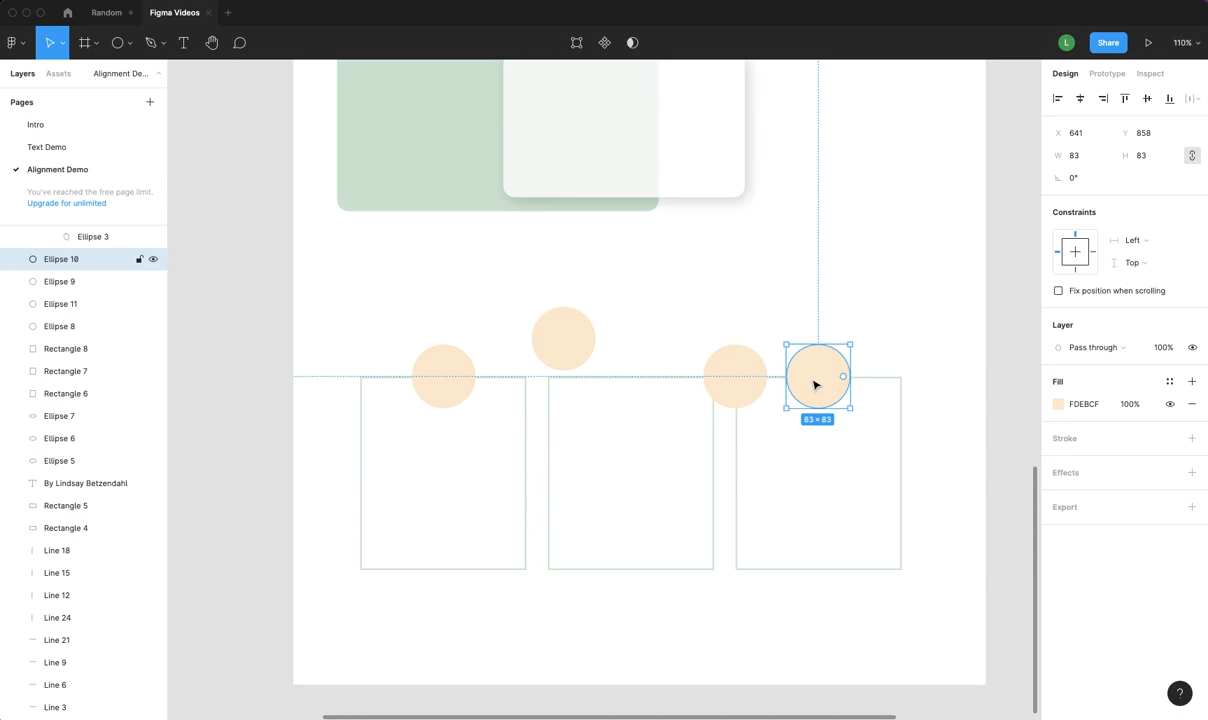 Random
Figma Videos
L
Share
110%
Layers
Assets
Alignment De...
Design
Prototype
Inspect
Pages
Intro
Text Demo
Alignment Demo
You've reached the free page limit.
Upgrade for unlimited
Ellipse 3
Ellipse 10
Ellipse 9
Ellipse 11
Ellipse 8
Rectangle 8
Rectangle 7
Rectangle 6
Ellipse 7
Ellipse 6
Ellipse 5
By Lindsay Betzendahl
Rectangle 5
Rectangle 4
Line 18
Line 15
Line 12
Line 24
Line 21
Line 9
Line 6
Line 3
83 × 83
X 641 Y 858
W 83 H 83
0°
Constraints
Left
Top
Fix position when scrolling
Layer
Pass through 100%
Fill
FDEBCF 100%
Stroke
Effects
Export
?